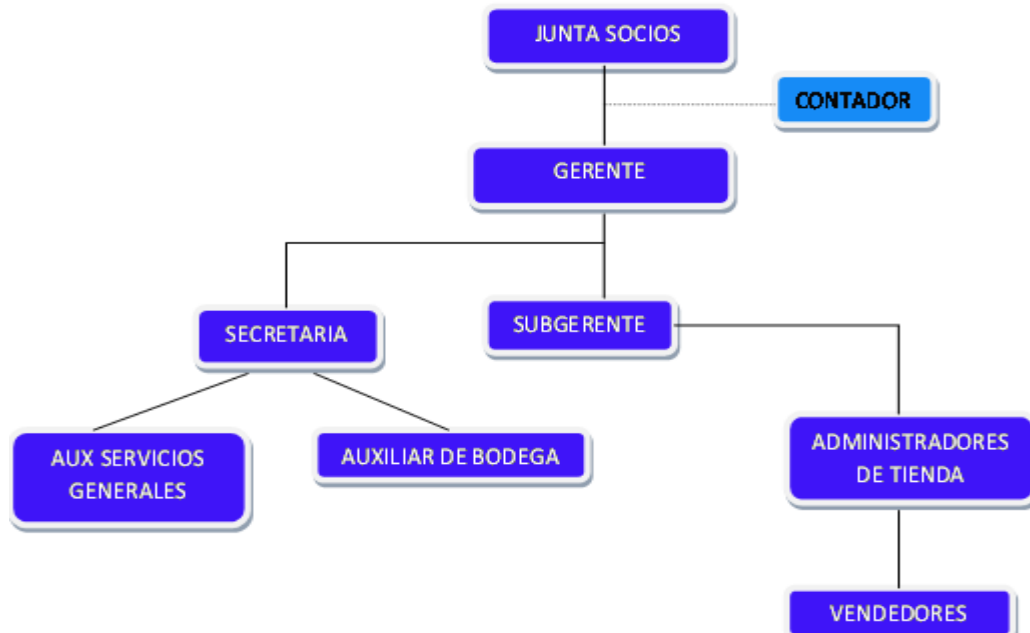 JUNTA SOCIOS
CONTADOR
GERENTE
SECRETARIA
SUBGERENTE
AUX SERVICIOS
GENERALES
AUXILIAR DE BODEGA
ADMINISTRADORES
DE TIENDA
VENDEDORES